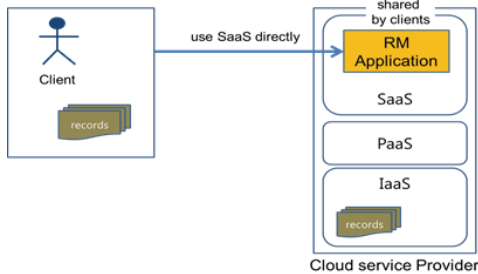 shared
by clients
use SaaS directly
RM
Application
Client
SaaS
records
PaaS
IaaS
records
Cloud service Provider